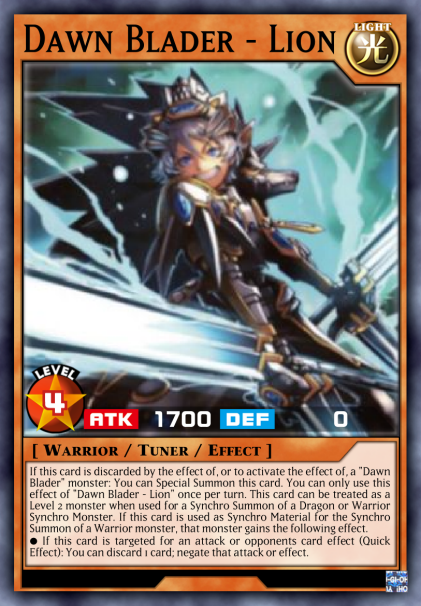 Dawn Blader - Lion
LIGHT
光
LEVEL
4
ATK 1700 DEF 0
[ Warrior / Tuner / Effect ]
If this card is discarded by the effect of, or to activate the effect of, a "Dawn
Blader" monster: You can Special Summon this card. You can only use this
effect of "Dawn Blader - Lion" once per turn. This card can be treated as a
Level 2 monster when used for a Synchro Summon of a Dragon or Warrior
Synchro Monster. If this card is used as Synchro Material for the Synchro
Summon of a Warrior monster, that monster gains the following effect.
● If this card is targeted for an attack or opponents card effect (Quick
Effect): You can discard 1 card; negate that attack or effect.